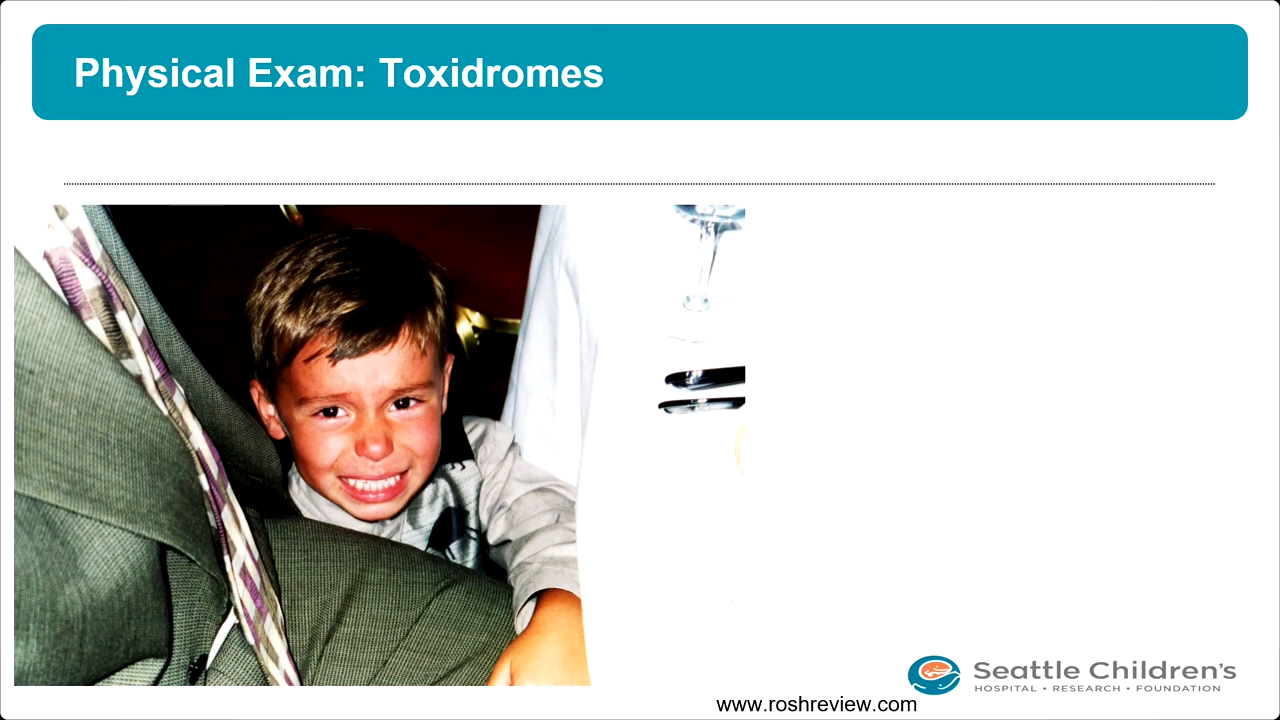 Physical Exam: Toxidromes
Seattle Children's
HOSPITAL • RESEARCH • FOUNDATION
www.roshreview.com